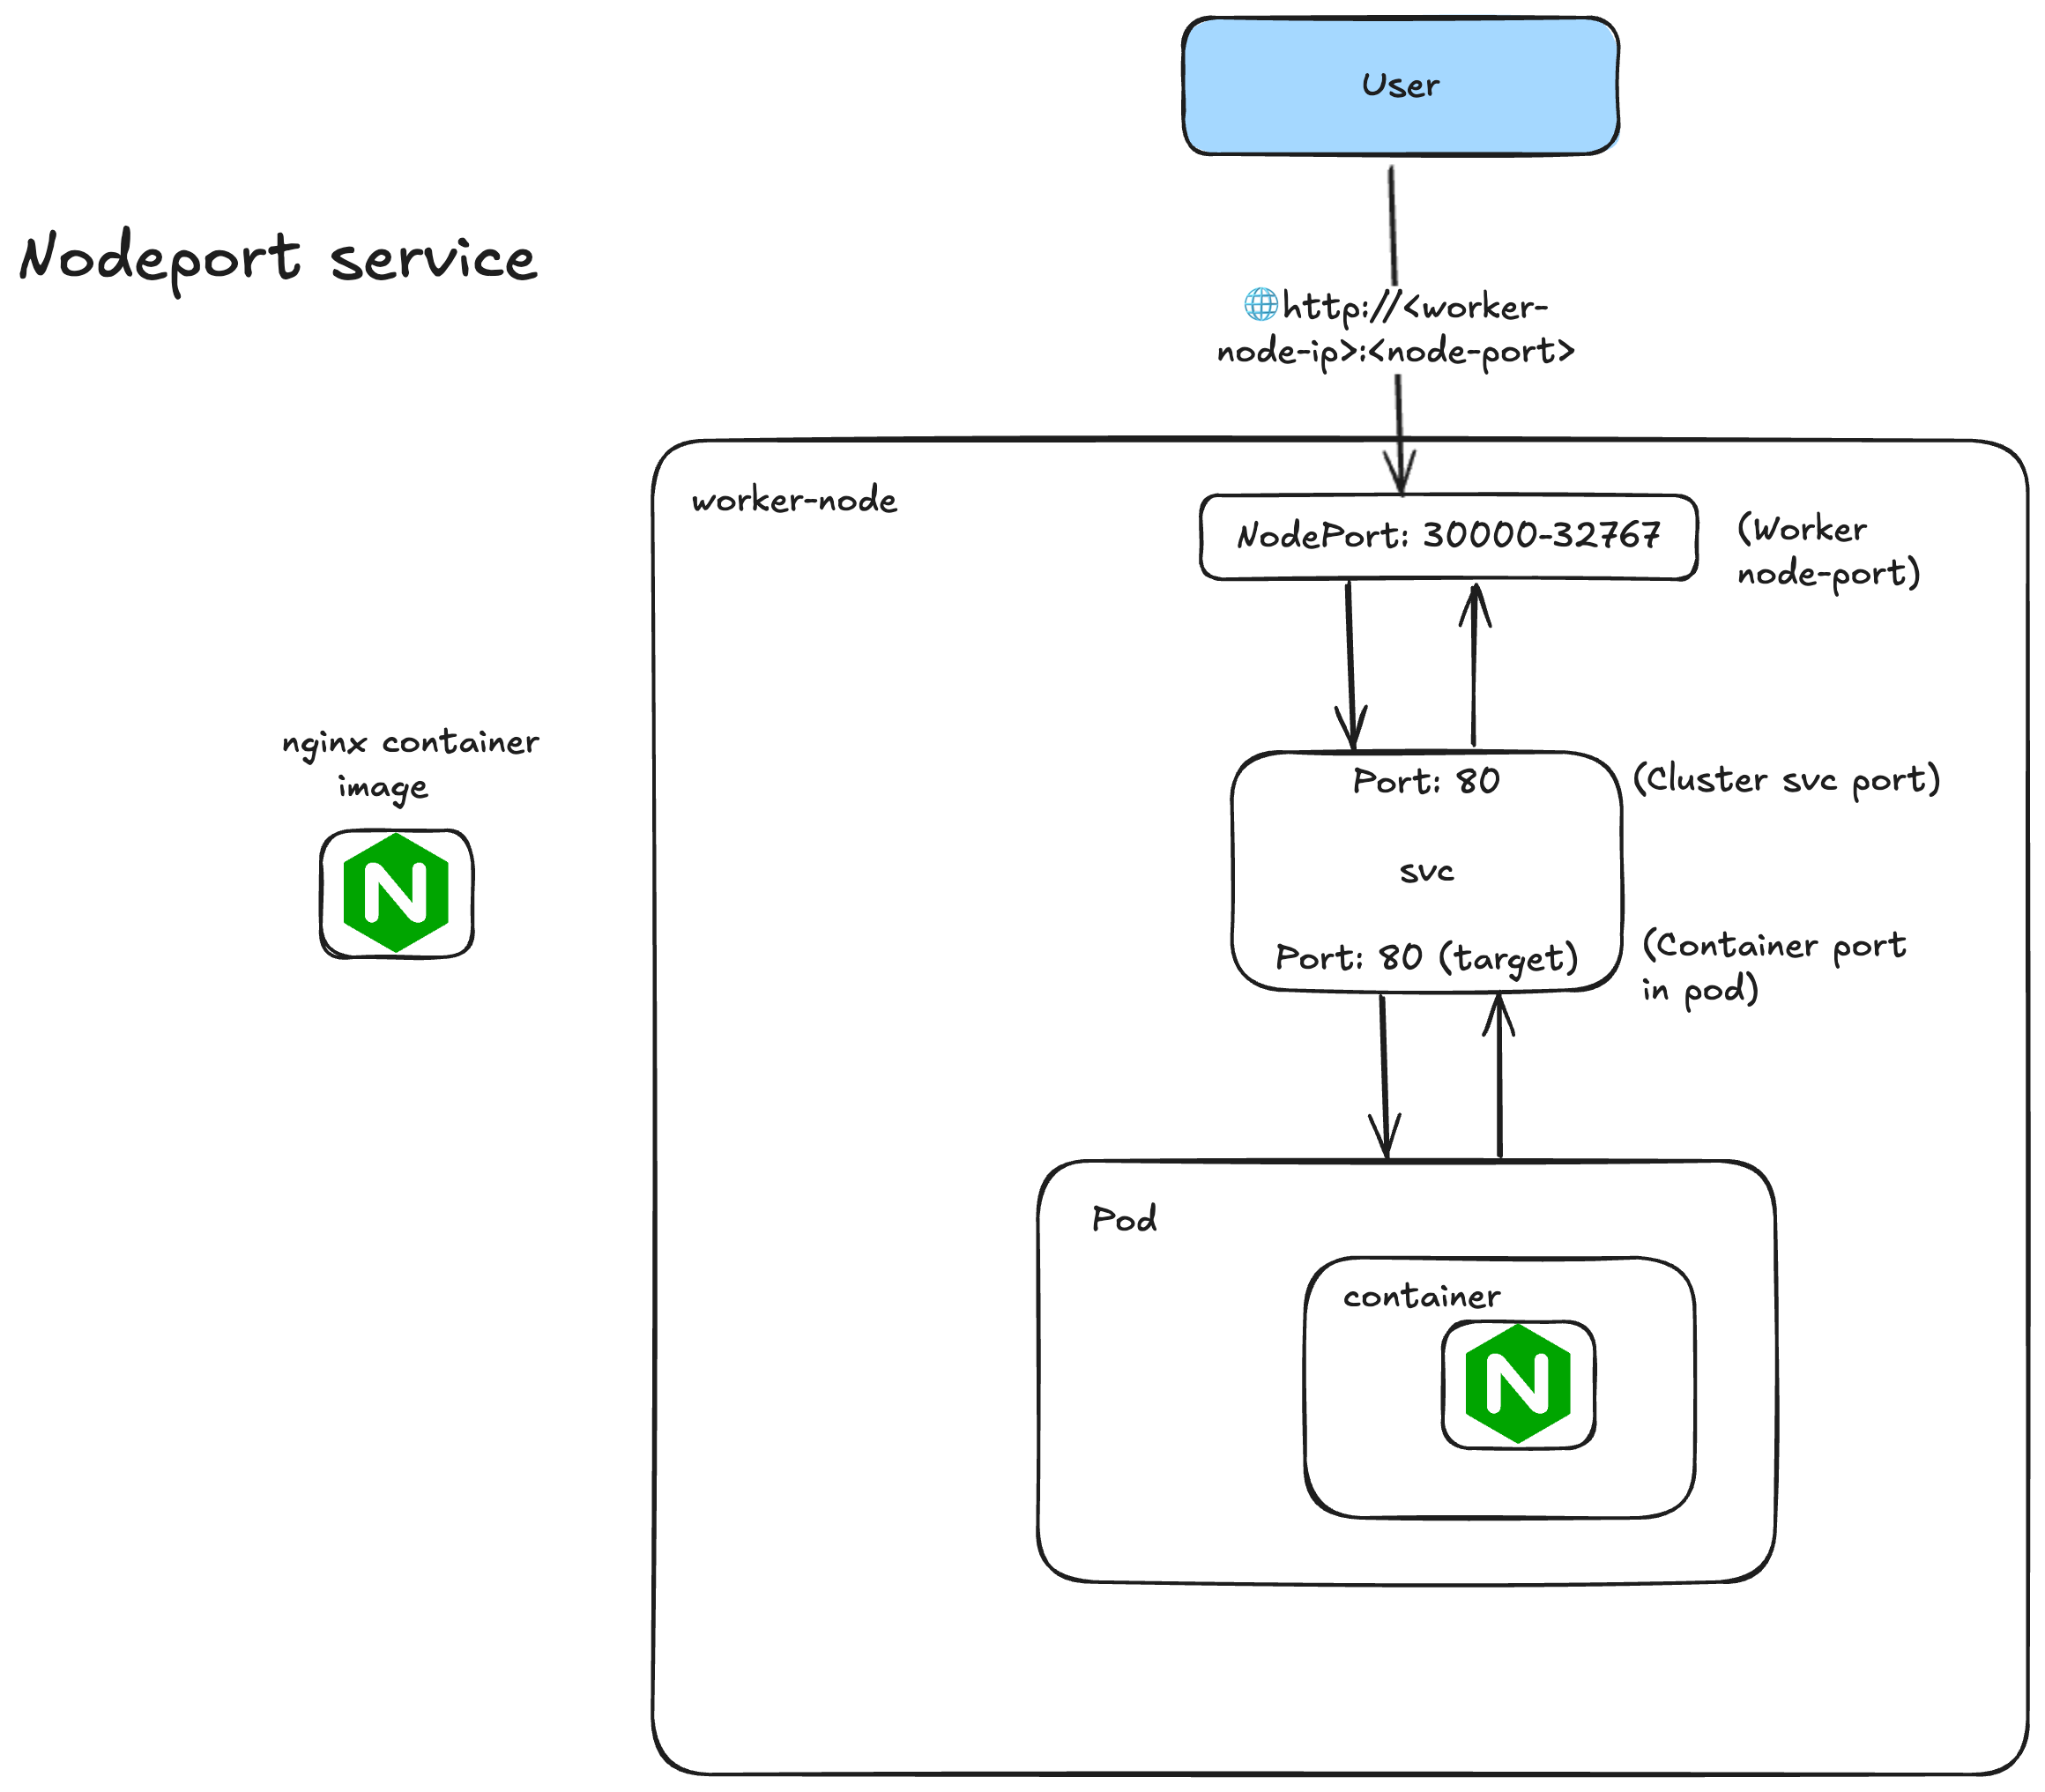 User
Nodeport service
🌐http://<worker-
node-ip>:<node-port>
worker-node
NodePort: 30000-32767
(Worker
node-port)
nginx container
image
N
Port: 80
(Cluster svc port)
svc
Port: 80 (target)
(Container port
in pod)
Pod
container
N